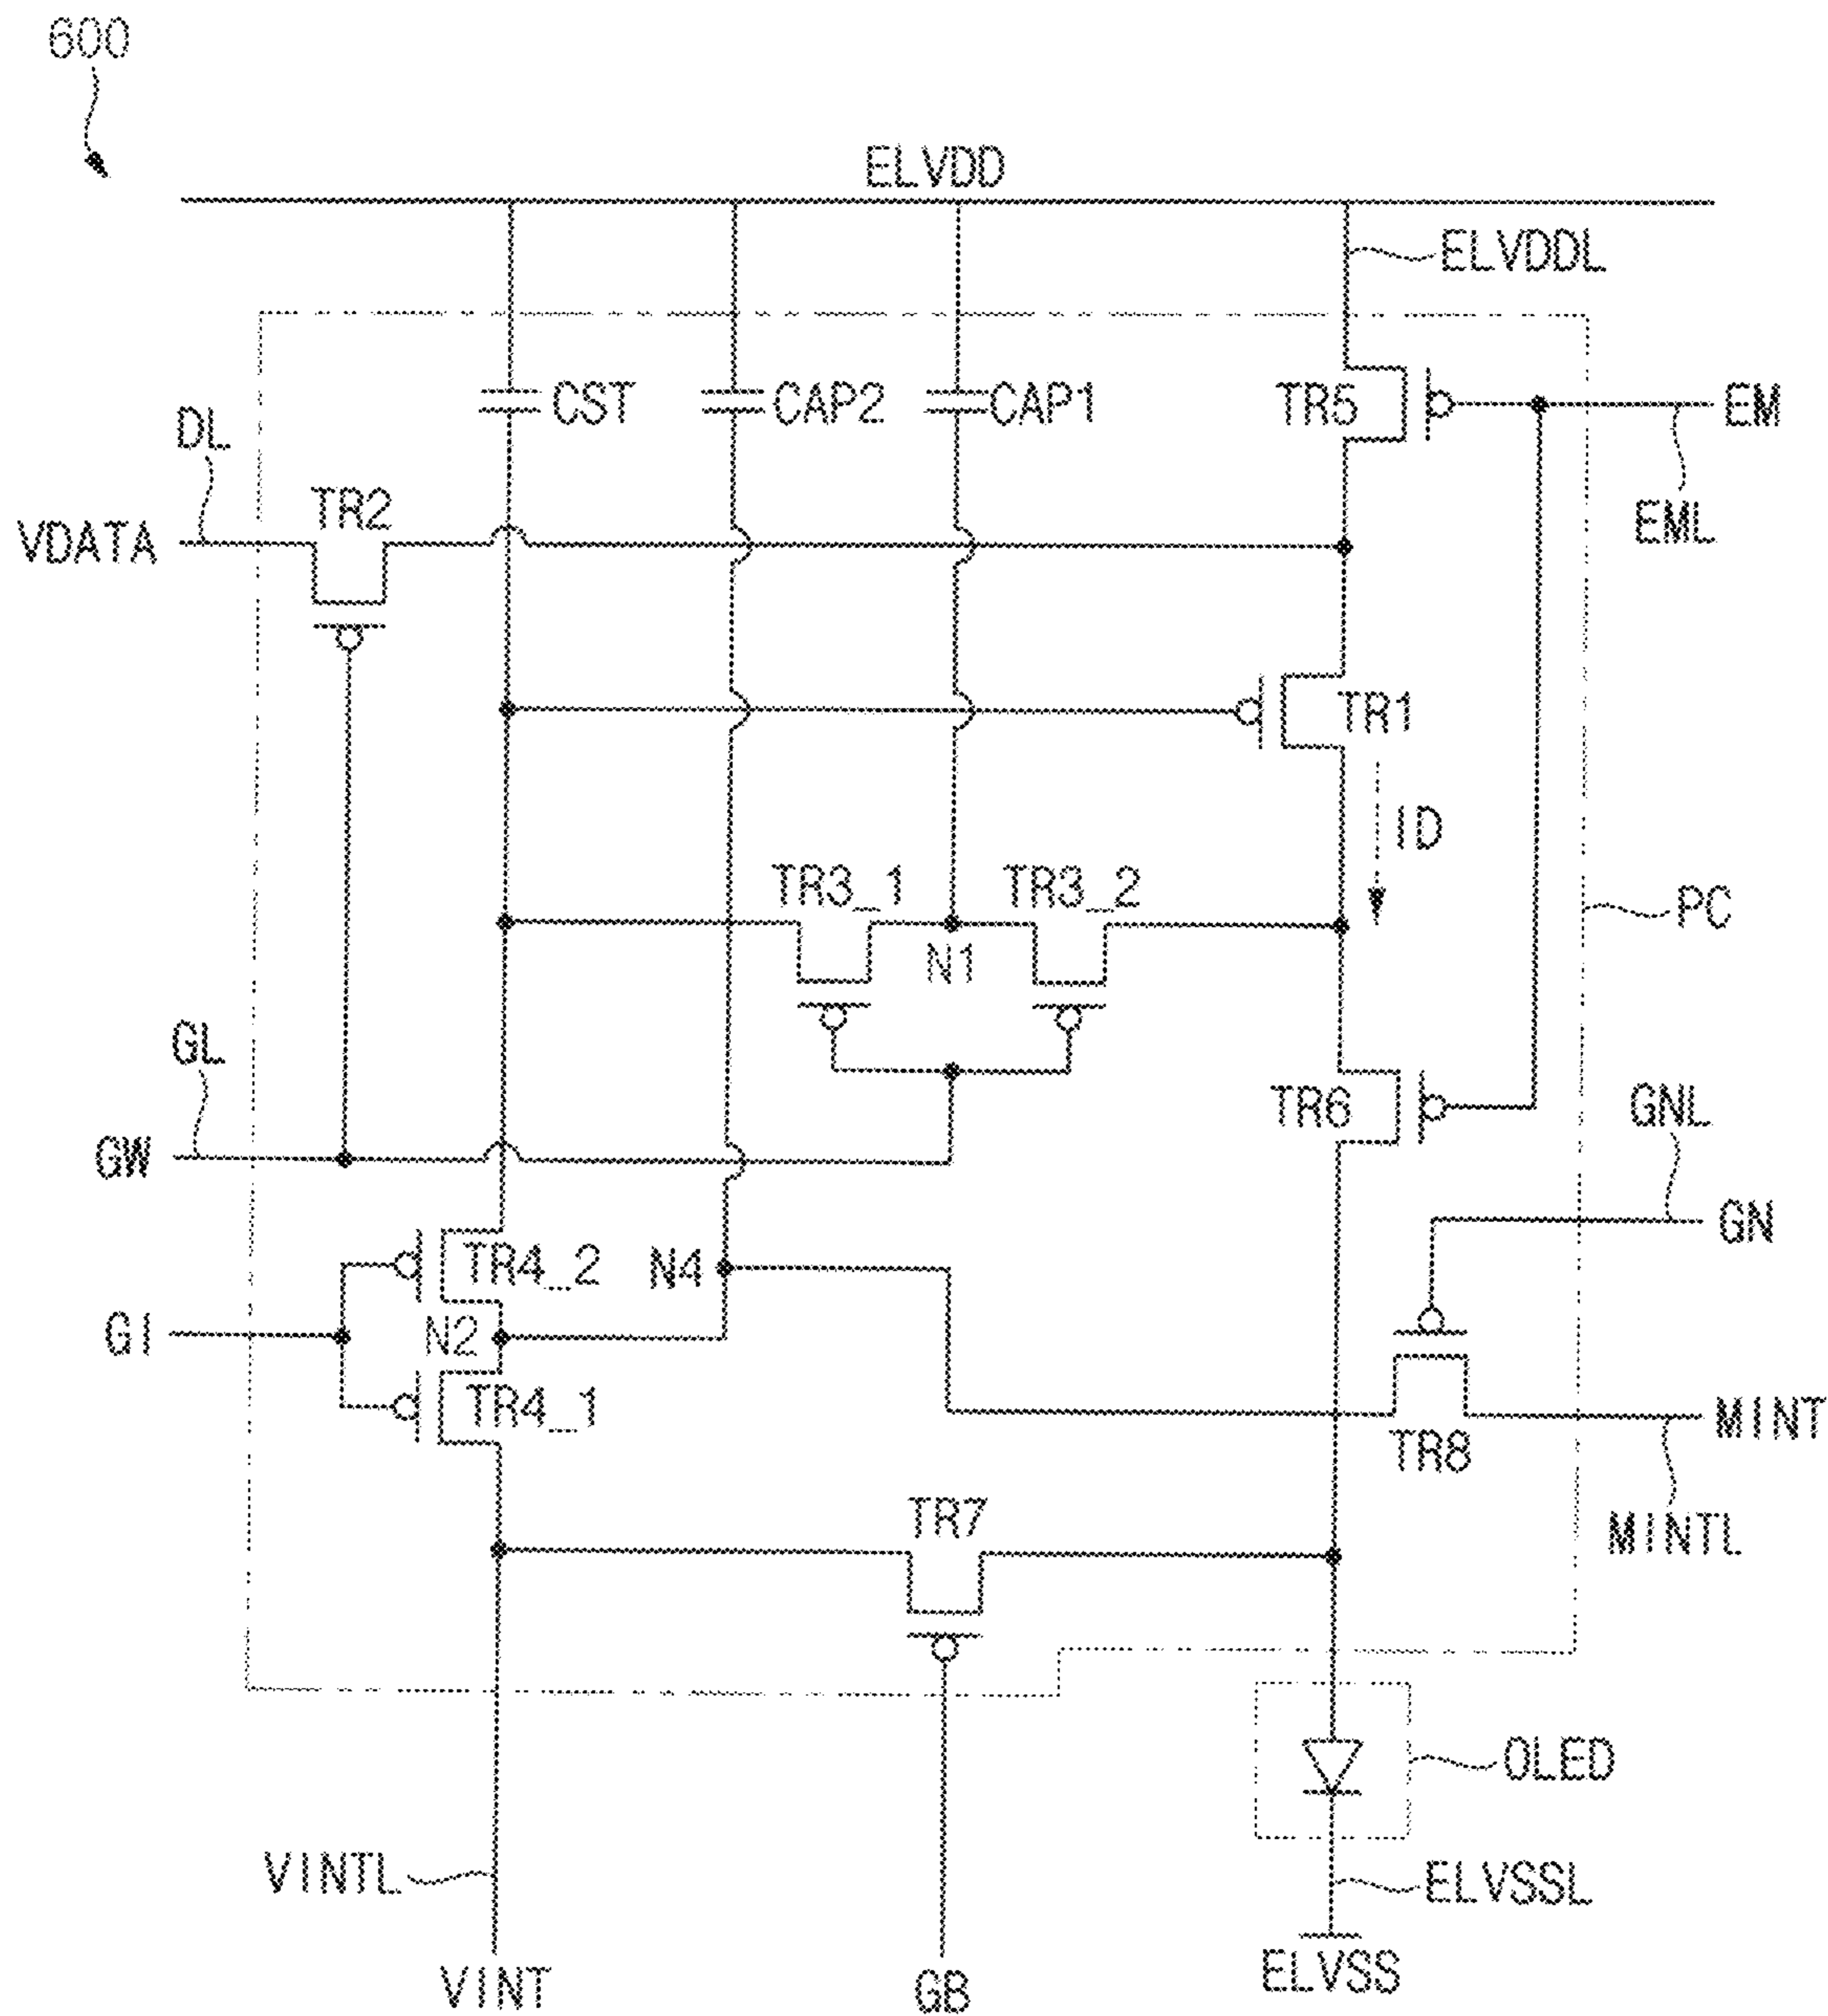 600
ELVDD
ELVDDL
CST
CAP2
CAP1
TR5
EM
DL
TR2
EML
VDATA
TR1
ID
TR3_1
TR3_2
PC
N1
GL
TR6
GNL
GW
GN
TR4_2
N4
GI
N2
TR4_1
MINT
TR8
TR7
MINTL
OLED
VINTL
ELVSSL
VINT
GB
ELVSS